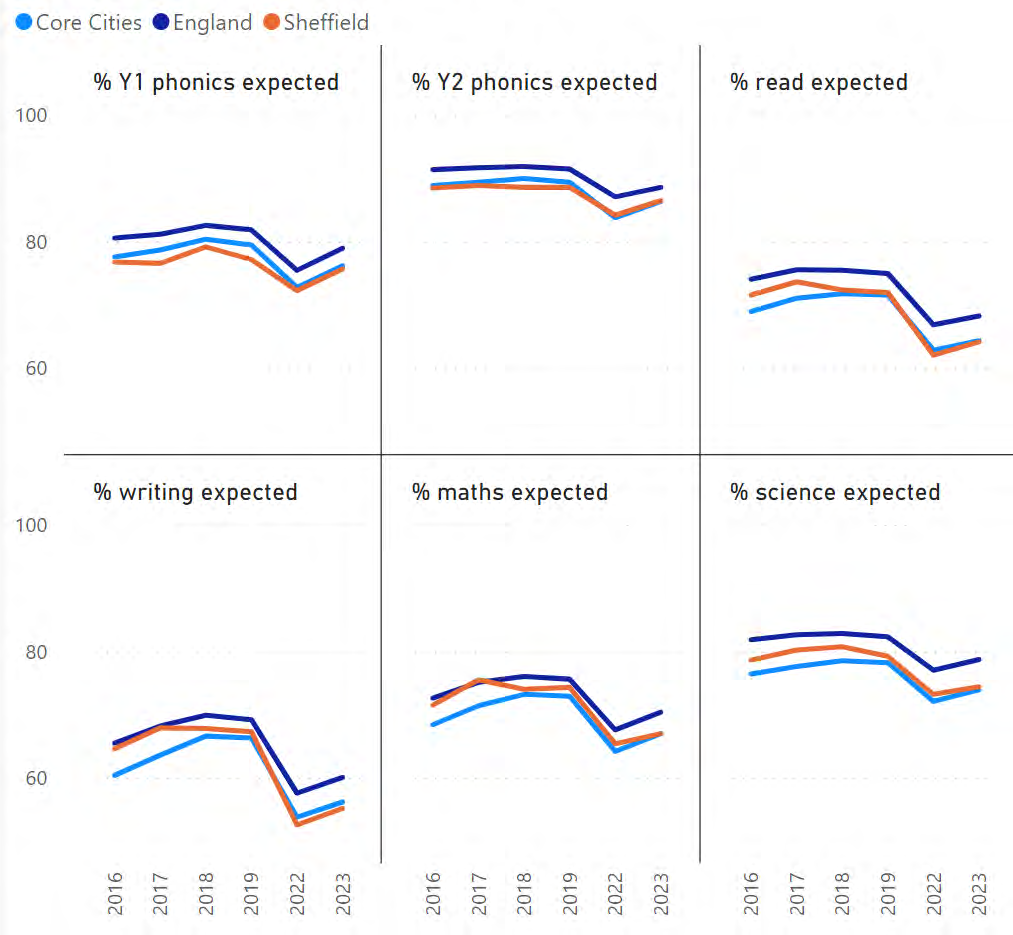 Core Cities England Sheffield
% Y1 phonics expected % Y2 phonics expected % read expected
100
80
60
% writing expected % maths expected % science expected
100
80
60
2016 2017 2018 2019 2022 2023 2016 2017 2018 2019 2022 2023 2016 2017 2018 2019 2022 2023